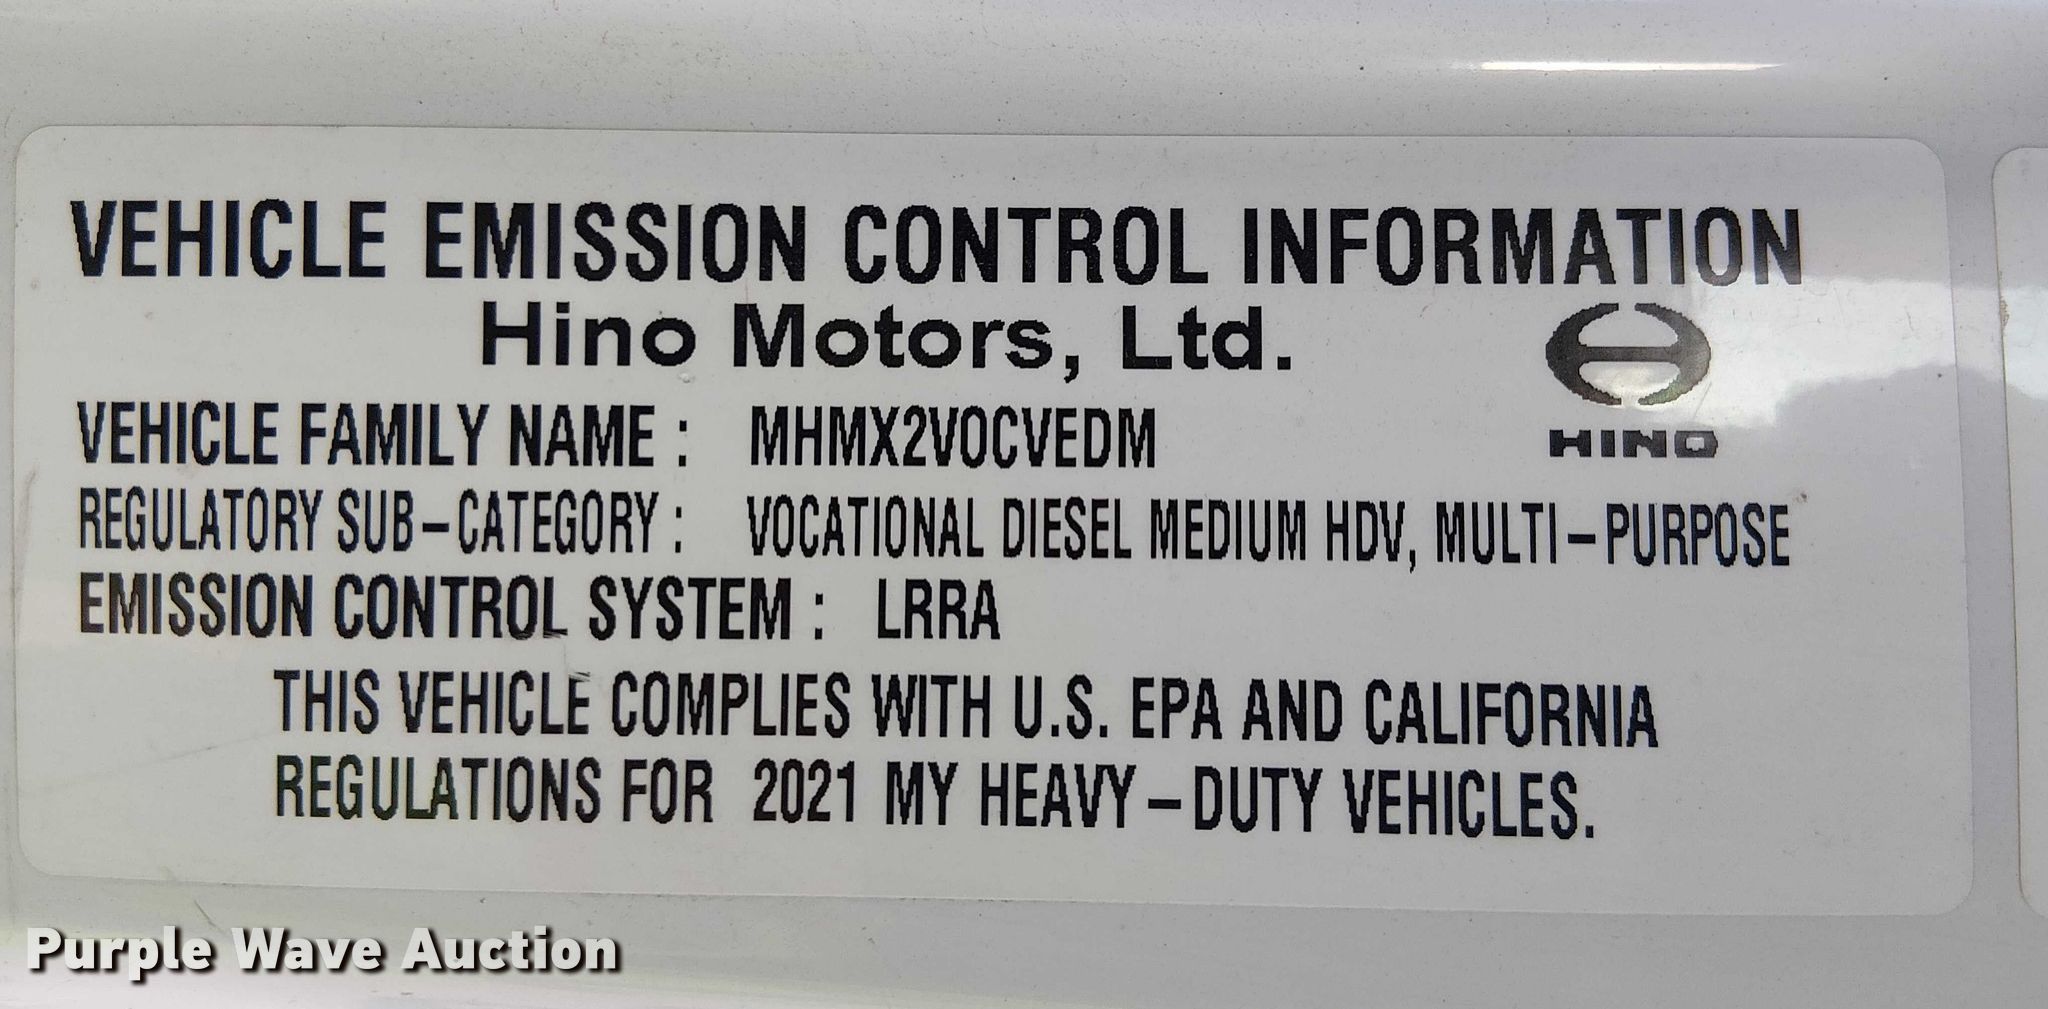 VEHICLE EMISSION CONTROL INFORMATION
Hino Motors, Ltd.
HINO
VEHICLE FAMILY NAME : MHMX2VOCVEDM
REGULATORY SUB-CATEGORY : VOCATIONAL DIESEL MEDIUM HDV, MULTI-PURPOSE
EMISSION CONTROL SYSTEM : LRRA
THIS VEHICLE COMPLIES WITH U.S. EPA AND CALIFORNIA
REGULATIONS FOR 2021 MY HEAVY-DUTY VEHICLES.
Purple Wave Auction